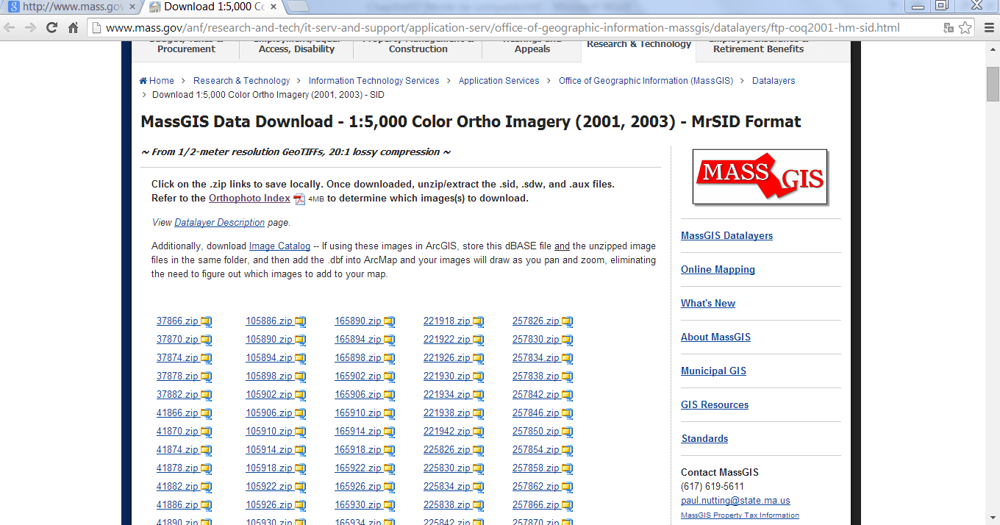 http://www.mass.gov
Download 1:5,000 Co
www.mass.gov/anf/research-and-tech/it-serv-and-support/application-serv/office-of-geographic-information-massgis/datalayers/ftp-coq2001-hm-sid.html
Procurement
Access, Disability
Construction
Appeals
Research & Technology
Retirement Benefits
Home > Research & Technology > Information Technology Services > Application Services > Office of Geographic Information (MassGIS) > Datalayers
> Download 1:5,000 Color Ortho Imagery (2001, 2003) - SID
MassGIS Data Download - 1:5,000 Color Ortho Imagery (2001, 2003) - MrSID Format
~ From 1/2-meter resolution GeoTIFFs, 20:1 lossy compression ~
Click on the .zip links to save locally. Once downloaded, unzip/extract the .sid, .sdw, and .aux files.
Refer to the Orthophoto Index 4MB to determine which images(s) to download.
View Datalayer Description page.
Additionally, download Image Catalog -- If using these images in ArcGIS, store this dBASE file and the unzipped image
files in the same folder, and then add the .dbf into ArcMap and your images will draw as you pan and zoom, eliminating
the need to figure out which images to add to your map.
37866.zip 105886.zip 165890.zip 221918.zip 257826.zip
37870.zip 105890.zip 165894.zip 221922.zip 257830.zip
37874.zip 105894.zip 165898.zip 221926.zip 257834.zip
37878.zip 105898.zip 165902.zip 221930.zip 257838.zip
37882.zip 105902.zip 165906.zip 221934.zip 257842.zip
41866.zip 105906.zip 165910.zip 221938.zip 257846.zip
41870.zip 105910.zip 165914.zip 221942.zip 257850.zip
41874.zip 105914.zip 165918.zip 225826.zip 257854.zip
41878.zip 105918.zip 165922.zip 225830.zip 257858.zip
41882.zip 105922.zip 165926.zip 225834.zip 257862.zip
41886.zip 105926.zip 165930.zip 225838.zip 257866.zip
41890.zip 105930.zip 165934.zip 225842.zip 257870.zip
MASS GIS
MassGIS Datalayers
Online Mapping
What's New
About MassGIS
Municipal GIS
GIS Resources
Standards
Contact MassGIS
(617) 619-5611
paul.nutting@state.ma.us
MassGIS Property Tax Information